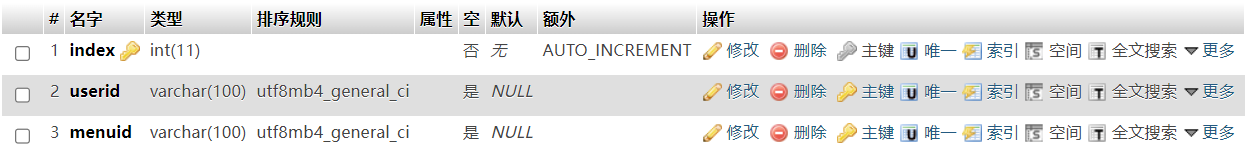 # 名字 类型 排序规则 属性 空 默认 额外 操作
1 index int(11) 否 无 AUTO_INCREMENT 修改 删除 主键 U 唯一 索引 S 空间 T 全文搜索 更多
2 userid varchar(100) utf8mb4_general_ci 是 NULL 修改 删除 主键 U 唯一 索引 S 空间 T 全文搜索 更多
3 menuid varchar(100) utf8mb4_general_ci 是 NULL 修改 删除 主键 U 唯一 索引 S 空间 T 全文搜索 更多